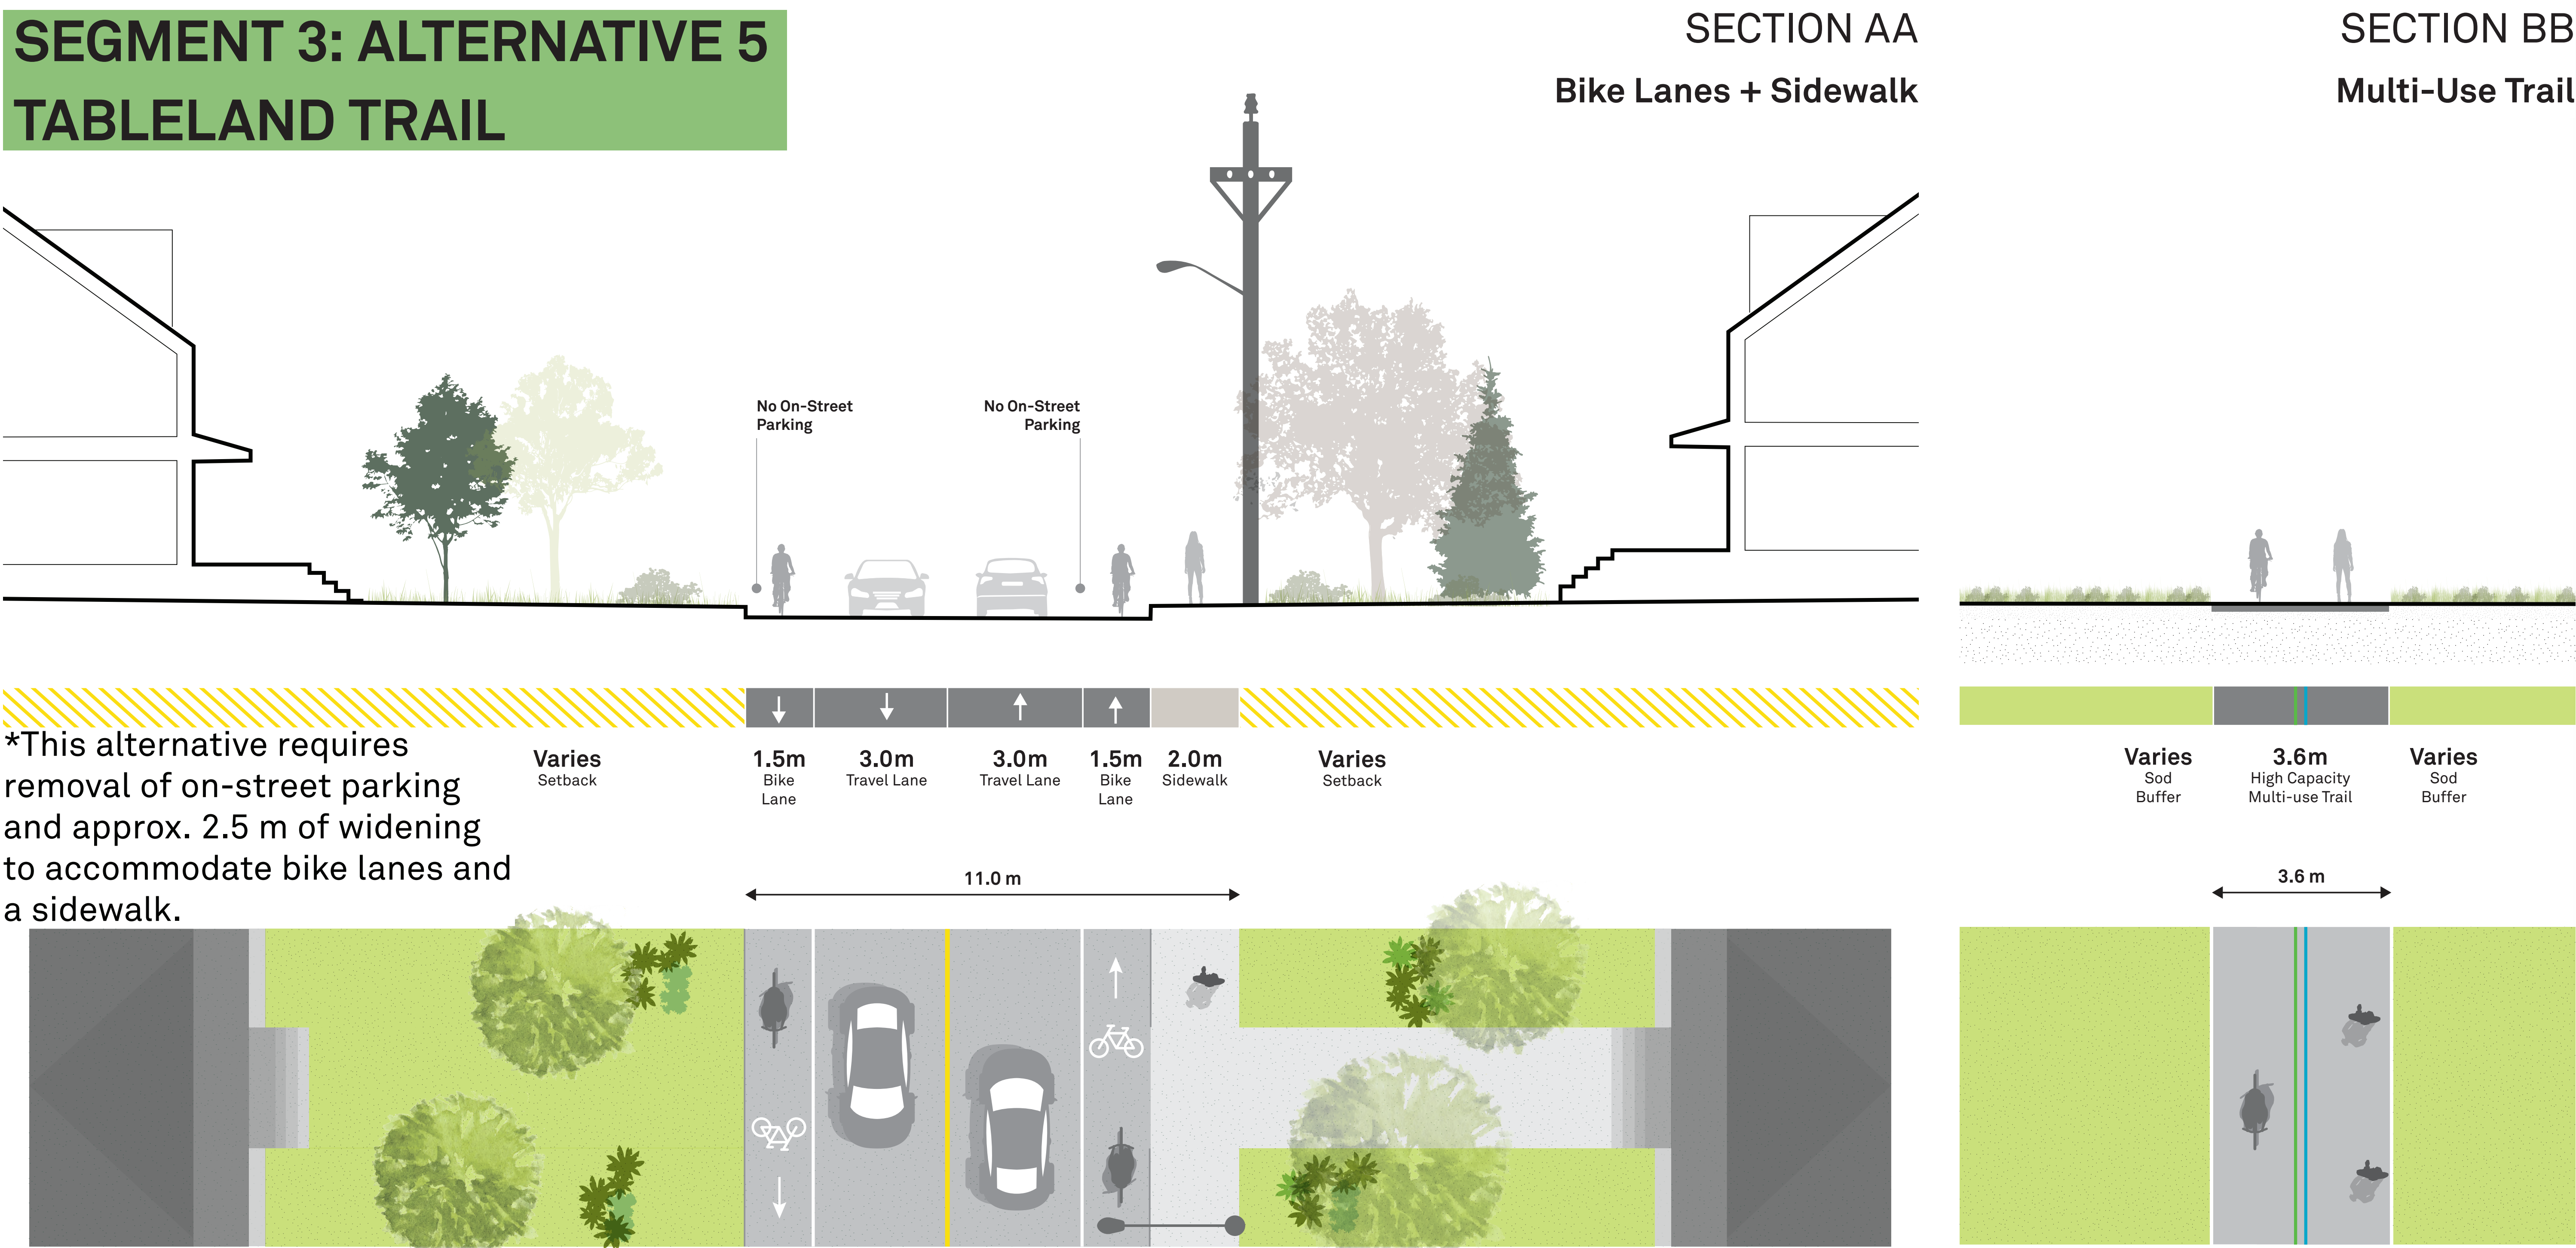 SEGMENT 3: ALTERNATIVE 5
TABLELAND TRAIL
SECTION AA
Bike Lanes + Sidewalk
SECTION BB
Multi-Use Trail
No On-Street
Parking
No On-Street
Parking
*This alternative requires
removal of on-street parking
and approx. 2.5 m of widening
to accommodate bike lanes and
a sidewalk.
Varies
Setback
1.5m
Bike
Lane
3.0m
Travel Lane
3.0m
Travel Lane
1.5m
Bike
Lane
2.0m
Sidewalk
Varies
Setback
Varies
Sod
Buffer
3.6m
High Capacity
Multi-use Trail
Varies
Sod
Buffer
11.0 m
3.6 m